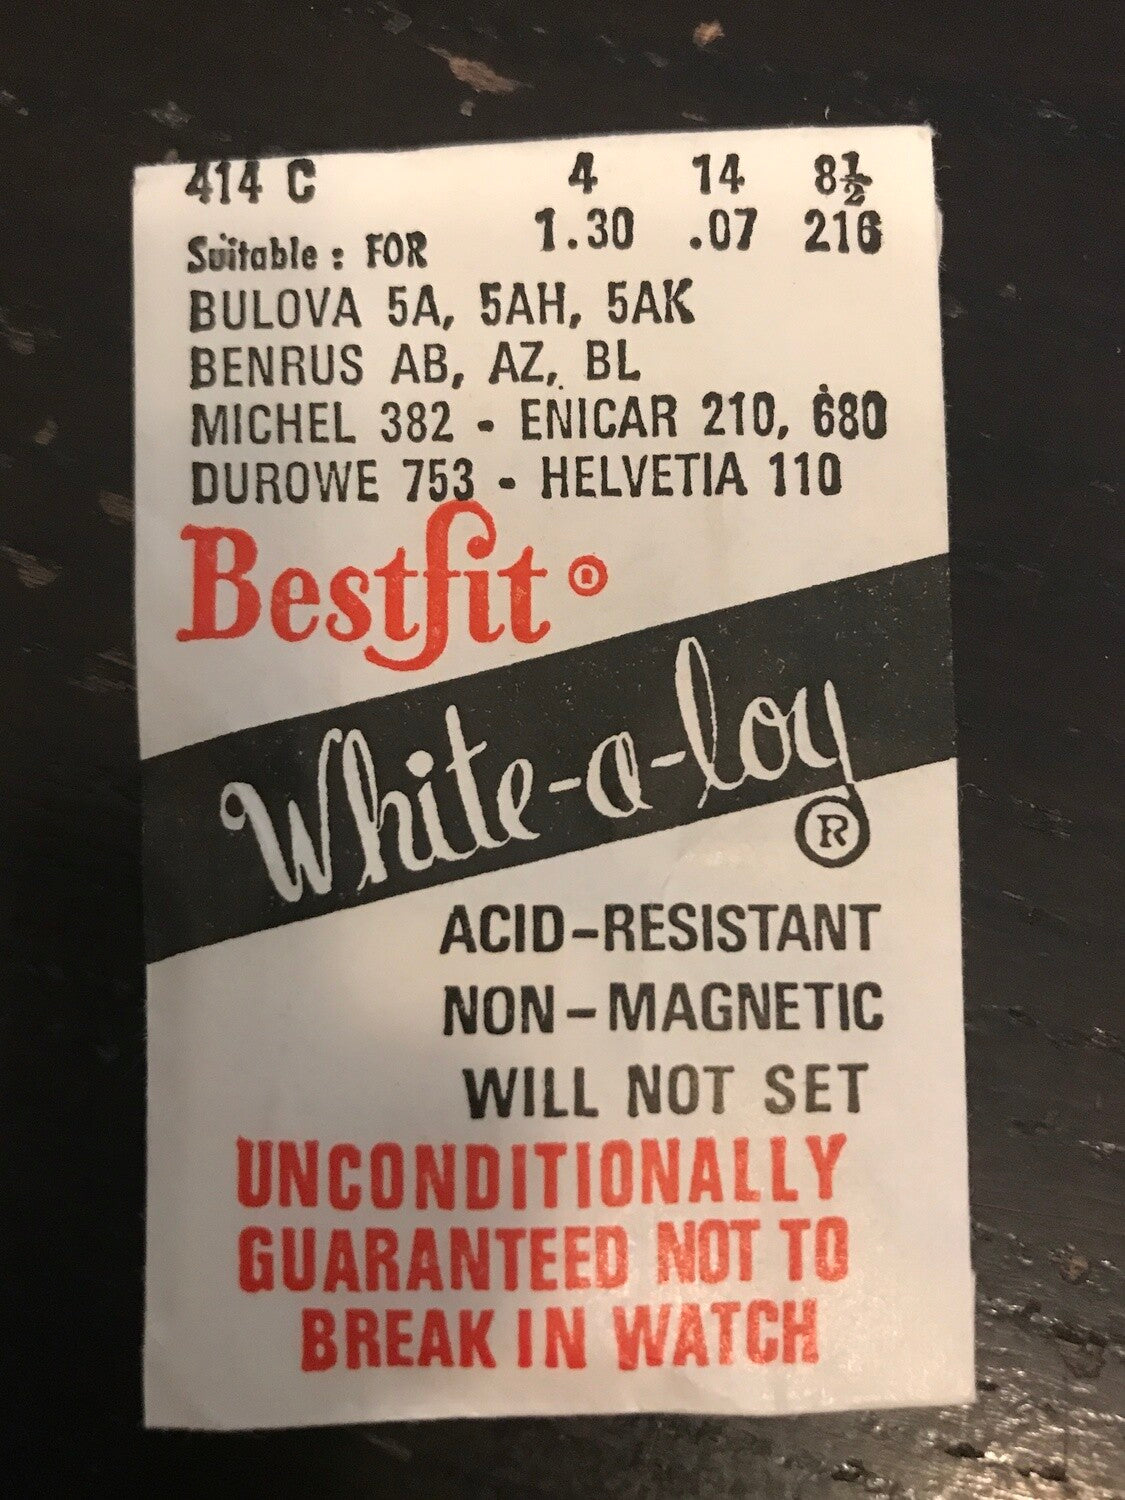 414 C 4 14 8½
1.30 .07 216
Suitable : FOR
BULOVA 5A, 5AH, 5AK
BENRUS AB, AZ, BL
MICHEL 382 - ENICAR 210, 680
DUROWE 753 - HELVETIA 110
Bestfit ®
White-a-loy
®
ACID-RESISTANT
NON-MAGNETIC
WILL NOT SET
UNCONDITIONALLY
GUARANTEED NOT TO
BREAK IN WATCH